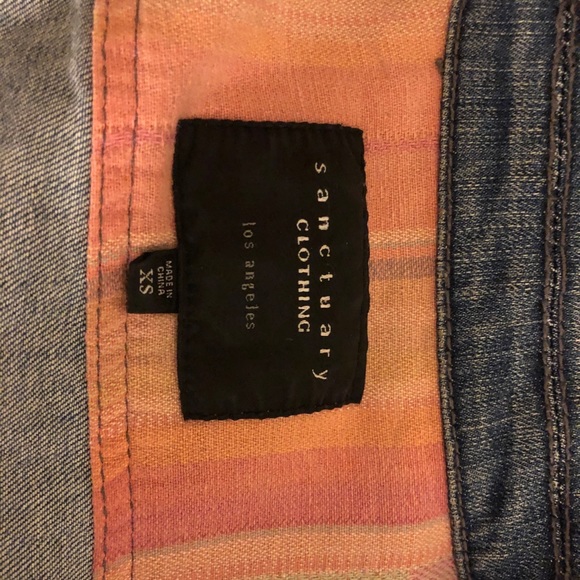 sanctuary
CLOTHING
los angeles
MADE IN
CHINA
XS